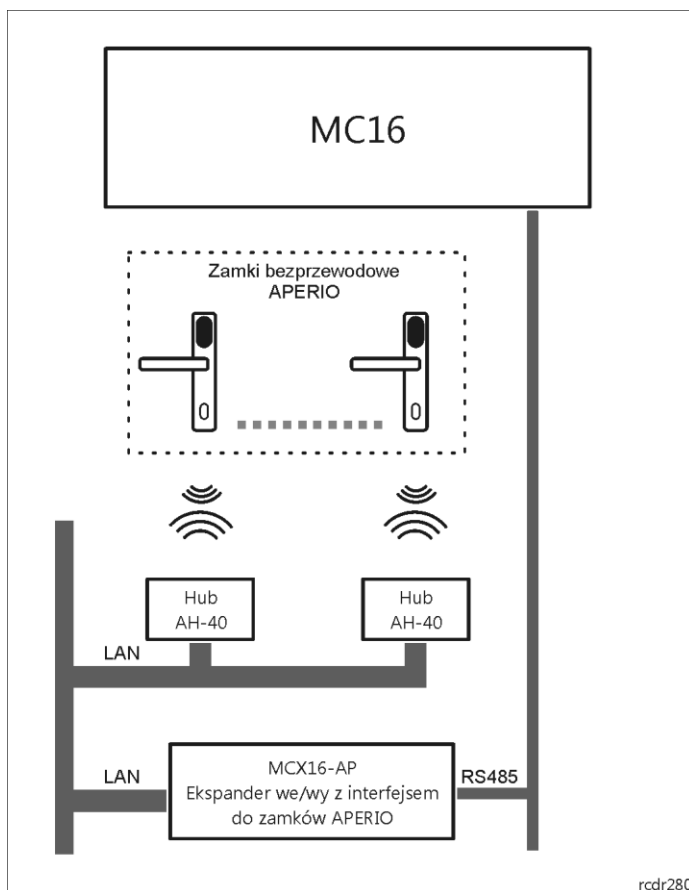 MC16
Zamki bezprzewodowe
APERIO
Hub
AH-40
Hub
AH-40
LAN
LAN
MCX16-AP
Ekspander we/wy z interfejsem
do zamków APERIO
RS485
rcdr280